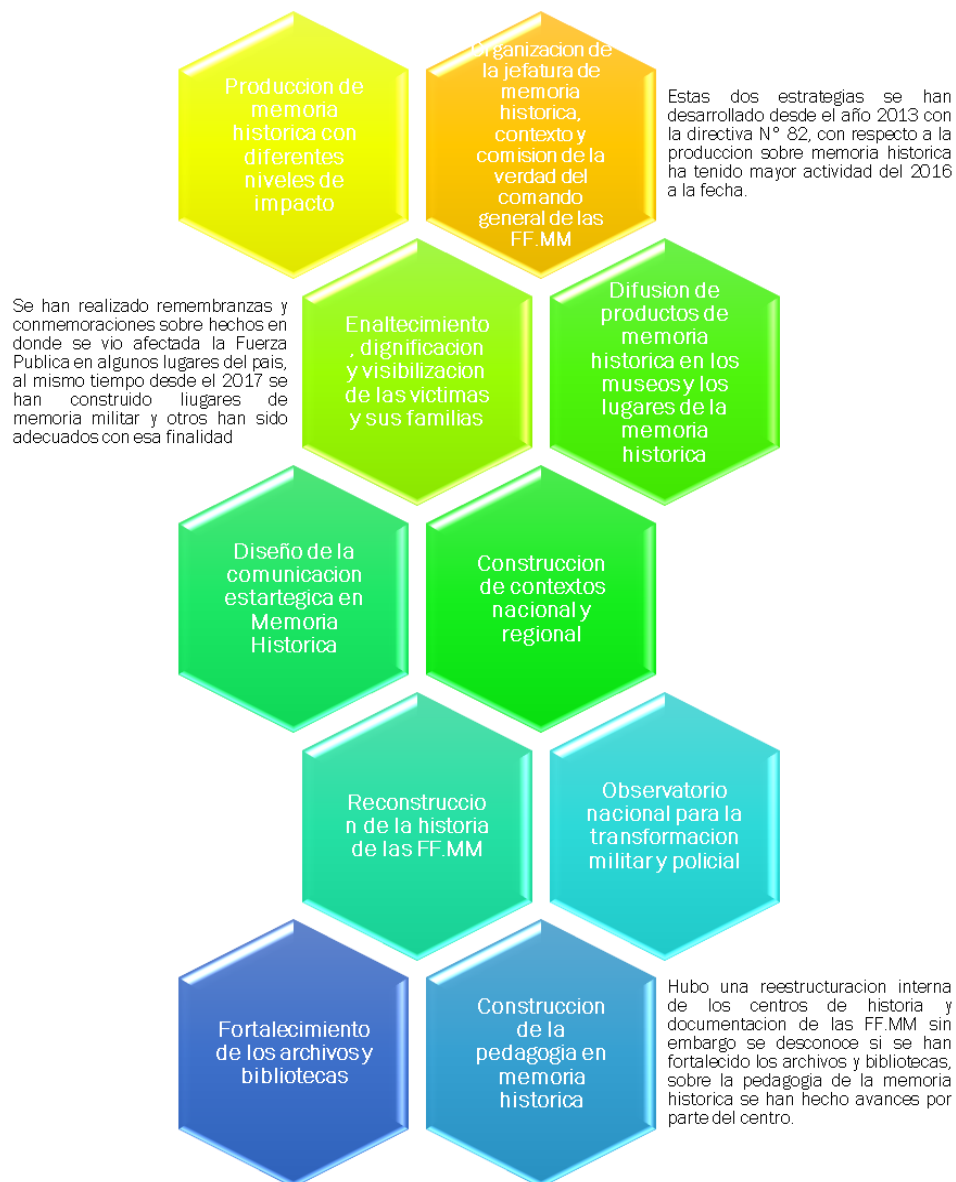 Produccion de
memoria
historica con
diferentes
niveles de
impacto
Organizacion de
la jefatura de
memoria
historica,
contexto y
comision de la
verdad del
comando
general de las
FF.MM
Estas dos estrategias se han
desarrollado desde el año 2013 con
la directiva N° 82, con respecto a la
produccion sobre memoria historica
ha tenido mayor actividad del 2016
a la fecha.
Se han realizado remembranzas y
conmemoraciones sobre hechos en
donde se vio afectada la Fuerza
Publica en algunos lugares del pais,
al mismo tiempo desde el 2017 se
han construido liugares de
memoria militar y otros han sido
adecuados con esa finalidad
Enaltecimiento
, dignificacion
y visibilizacion
de las victimas
y sus familias
Difusion de
productos de
memoria
historica en los
museos y los
lugares de la
memoria
historica
Diseño de la
comunicacion
estartegica en
Memoria
Historica
Construccion
de contextos
nacional y
regional
Reconstruccio
n de la historia
de las FF.MM
Observatorio
nacional para la
transformacion
militar y policial
Fortalecimiento
de los archivos y
bibliotecas
Construccion
de la
pedagogia en
memoria
historica
Hubo una reestructuracion interna
de los centros de historia y
documentacion de las FF.MM sin
embargo se desconoce si se han
fortalecido los archivos y bibliotecas,
sobre la pedagogia de la memoria
historica se han hecho avances por
parte del centro.